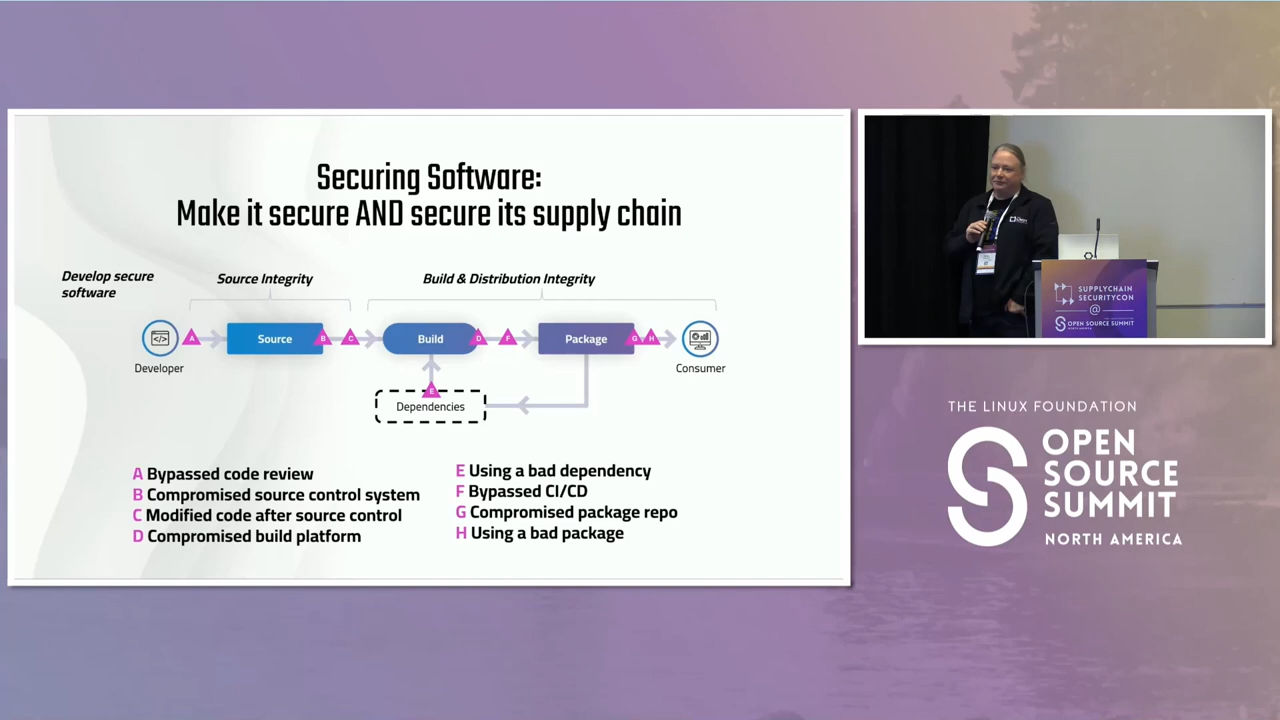 Securing Software:
Make it secure AND secure its supply chain
Develop secure
software
Source Integrity
Build & Distribution Integrity
A
Source
B
C
Build
D
F
Package
G
H
Developer
Consumer
E
Dependencies
A Bypassed code review
B Compromised source control system
C Modified code after source control
D Compromised build platform
E Using a bad dependency
F Bypassed CI/CD
G Compromised package repo
H Using a bad package
SUPPLYCHAIN
SECURITYCON
@
OPEN SOURCE SUMMIT
THE LINUX FOUNDATION
OPEN
SOURCE
SUMMIT
NORTH AMERICA